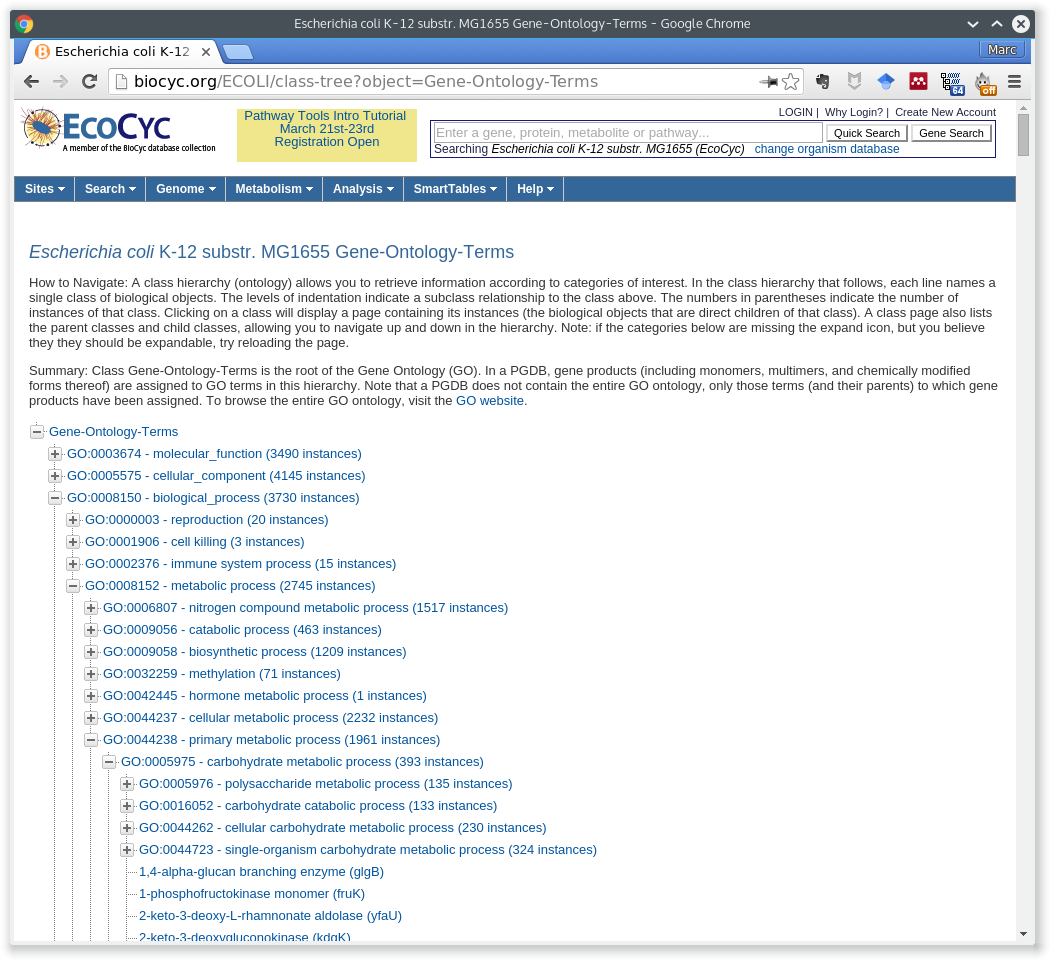 Escherichia coli K-12 substr. MG1655 Gene-Ontology-Terms - Google Chrome
Escherichia coli K-12
Marc
biocyc.org/ECOLI/class-tree?object=Gene-Ontology-Terms
64
off
EcoCyc
A member of the BioCyc database collection
Pathway Tools Intro Tutorial
March 21st-23rd
Registration Open
LOGIN | Why Login? | Create New Account
Enter a gene, protein, metabolite or pathway...
Quick Search
Gene Search
Searching Escherichia coli K-12 substr. MG1655 (EcoCyc) change organism database
Sites Search Genome Metabolism Analysis SmartTables Help
Escherichia coli K-12 substr. MG1655 Gene-Ontology-Terms
How to Navigate: A class hierarchy (ontology) allows you to retrieve information according to categories of interest. In the class hierarchy that follows, each line names a
single class of biological objects. The levels of indentation indicate a subclass relationship to the class above. The numbers in parentheses indicate the number of
instances of that class. Clicking on a class will display a page containing its instances (the biological objects that are direct children of that class). A class page also lists
the parent classes and child classes, allowing you to navigate up and down in the hierarchy. Note: if the categories below are missing the expand icon, but you believe
they they should be expandable, try reloading the page.
Summary: Class Gene-Ontology-Terms is the root of the Gene Ontology (GO). In a PGDB, gene products (including monomers, multimers, and chemically modified
forms thereof) are assigned to GO terms in this hierarchy. Note that a PGDB does not contain the entire GO ontology, only those terms (and their parents) to which gene
products have been assigned. To browse the entire GO ontology, visit the GO website.
Gene-Ontology-Terms
GO:0003674 - molecular_function (3490 instances)
GO:0005575 - cellular_component (4145 instances)
GO:0008150 - biological_process (3730 instances)
GO:0000003 - reproduction (20 instances)
GO:0001906 - cell killing (3 instances)
GO:0002376 - immune system process (15 instances)
GO:0008152 - metabolic process (2745 instances)
GO:0006807 - nitrogen compound metabolic process (1517 instances)
GO:0009056 - catabolic process (463 instances)
GO:0009058 - biosynthetic process (1209 instances)
GO:0032259 - methylation (71 instances)
GO:0042445 - hormone metabolic process (1 instances)
GO:0044237 - cellular metabolic process (2232 instances)
GO:0044238 - primary metabolic process (1961 instances)
GO:0005975 - carbohydrate metabolic process (393 instances)
GO:0005976 - polysaccharide metabolic process (135 instances)
GO:0016052 - carbohydrate catabolic process (133 instances)
GO:0044262 - cellular carbohydrate metabolic process (230 instances)
GO:0044723 - single-organism carbohydrate metabolic process (324 instances)
1,4-alpha-glucan branching enzyme (glgB)
1-phosphofructokinase monomer (fruK)
2-keto-3-deoxy-L-rhamnonate aldolase (yfaU)
2-keto-3-deoxygluconokinase (kdgK)